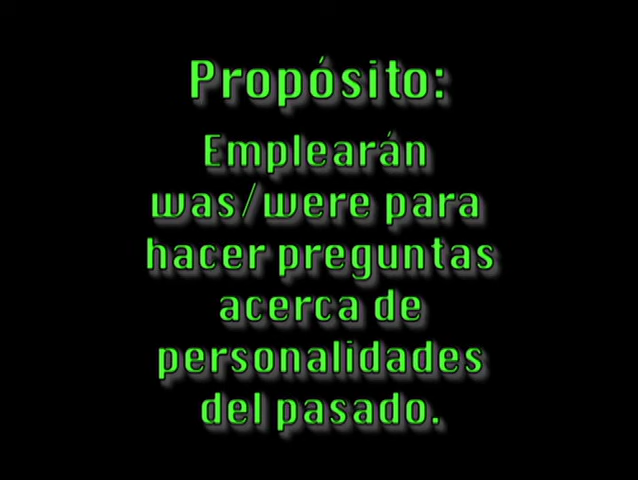 Propósito:
Emplearán
was/were para
hacer preguntas
acerca de
personalidades
del pasado.